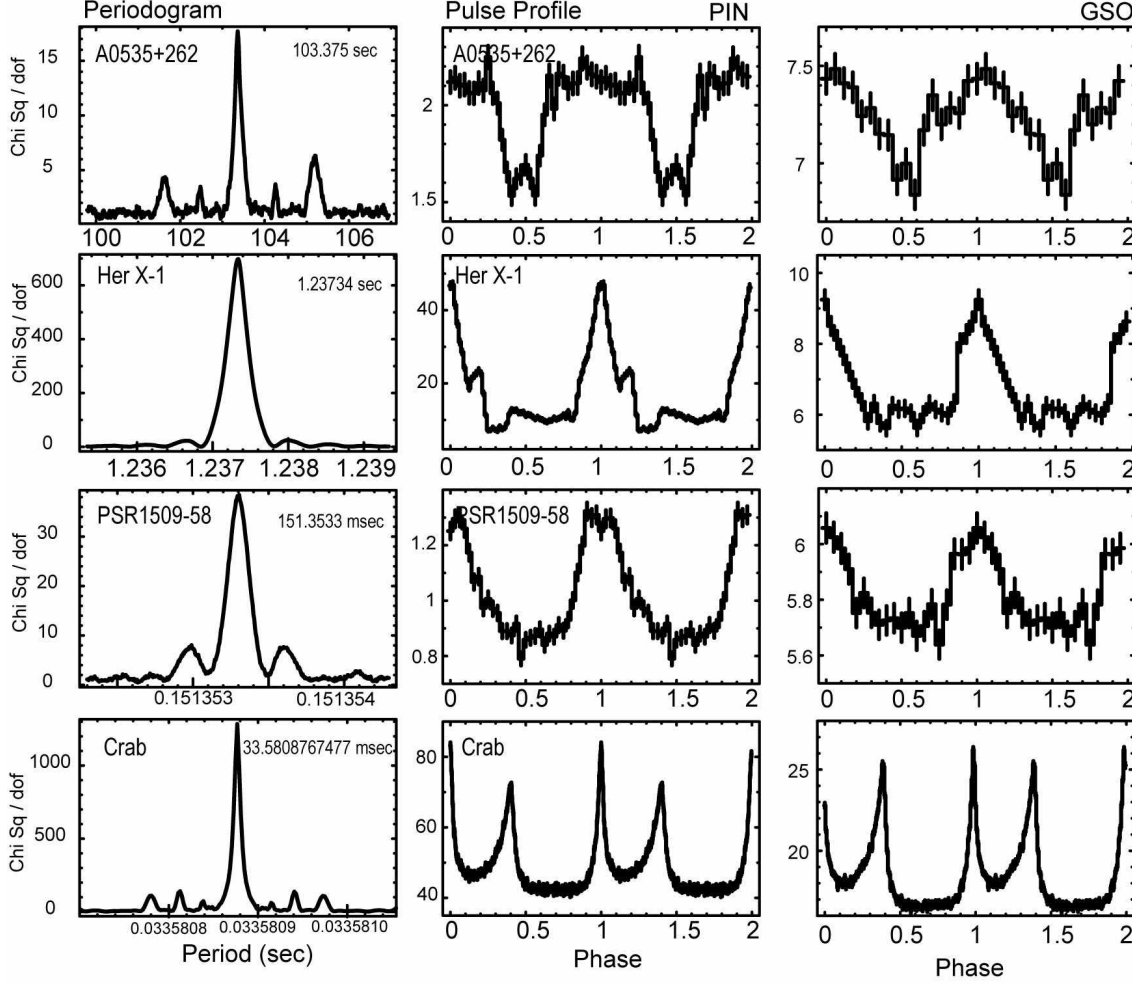 Periodogram
Pulse Profile PIN
GSO
A0535+262
103.375 sec
Chi Sq / dof
15
10
5
100 102 104 106
A0535+262
2
1.5
0 0.5 1 1.5 2
7.5
7
0 0.5 1 1.5 2
Her X-1
1.23734 sec
Chi Sq / dof
600
400
200
0
1.236 1.237 1.238 1.239
Her X-1
40
20
0 0.5 1 1.5 2
10
8
6
0 0.5 1 1.5 2
PSR1509-58
151.3533 msec
Chi Sq / dof
30
20
10
0
0.151353 0.151354
PSR1509-58
1.2
1
0.8
0 0.5 1 1.5 2
6
5.8
5.6
0 0.5 1 1.5 2
Crab
33.5808767477 msec
Chi Sq / dof
1000
500
0
0.0335808 0.0335809 0.0335810
Period (sec)
Crab
80
60
40
0 0.5 1 1.5 2
Phase
25
20
0 0.5 1 1.5 2
Phase